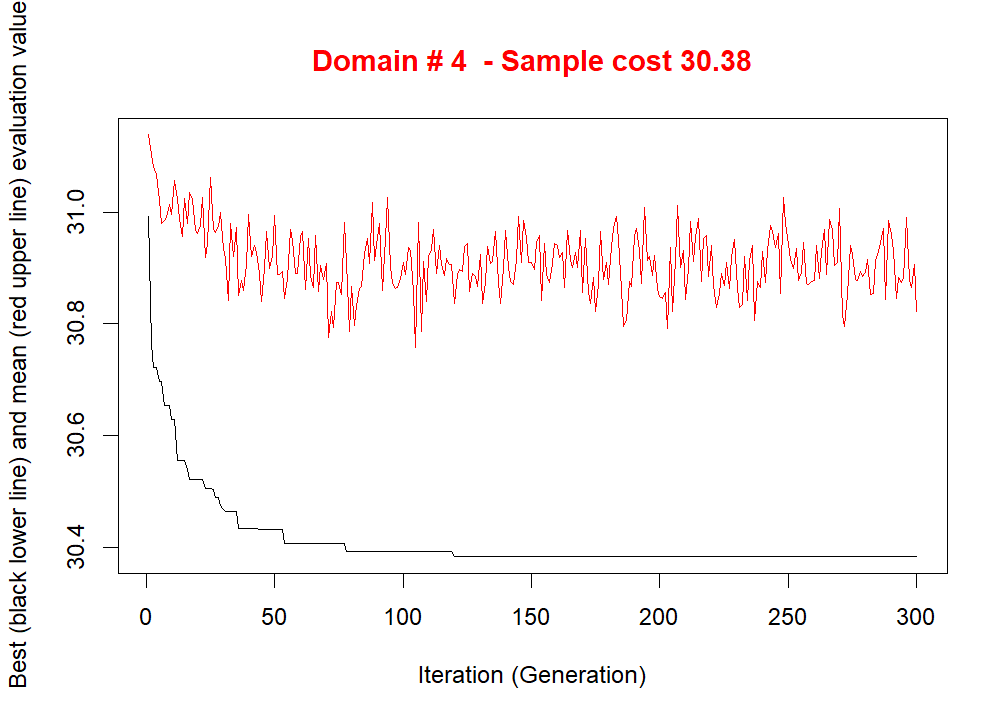 Domain # 4  - Sample cost 30.38
Best (black lower line) and mean (red upper line) evaluation value
31.0
30.8
30.6
30.4
0 50 100 150 200 250 300
Iteration (Generation)